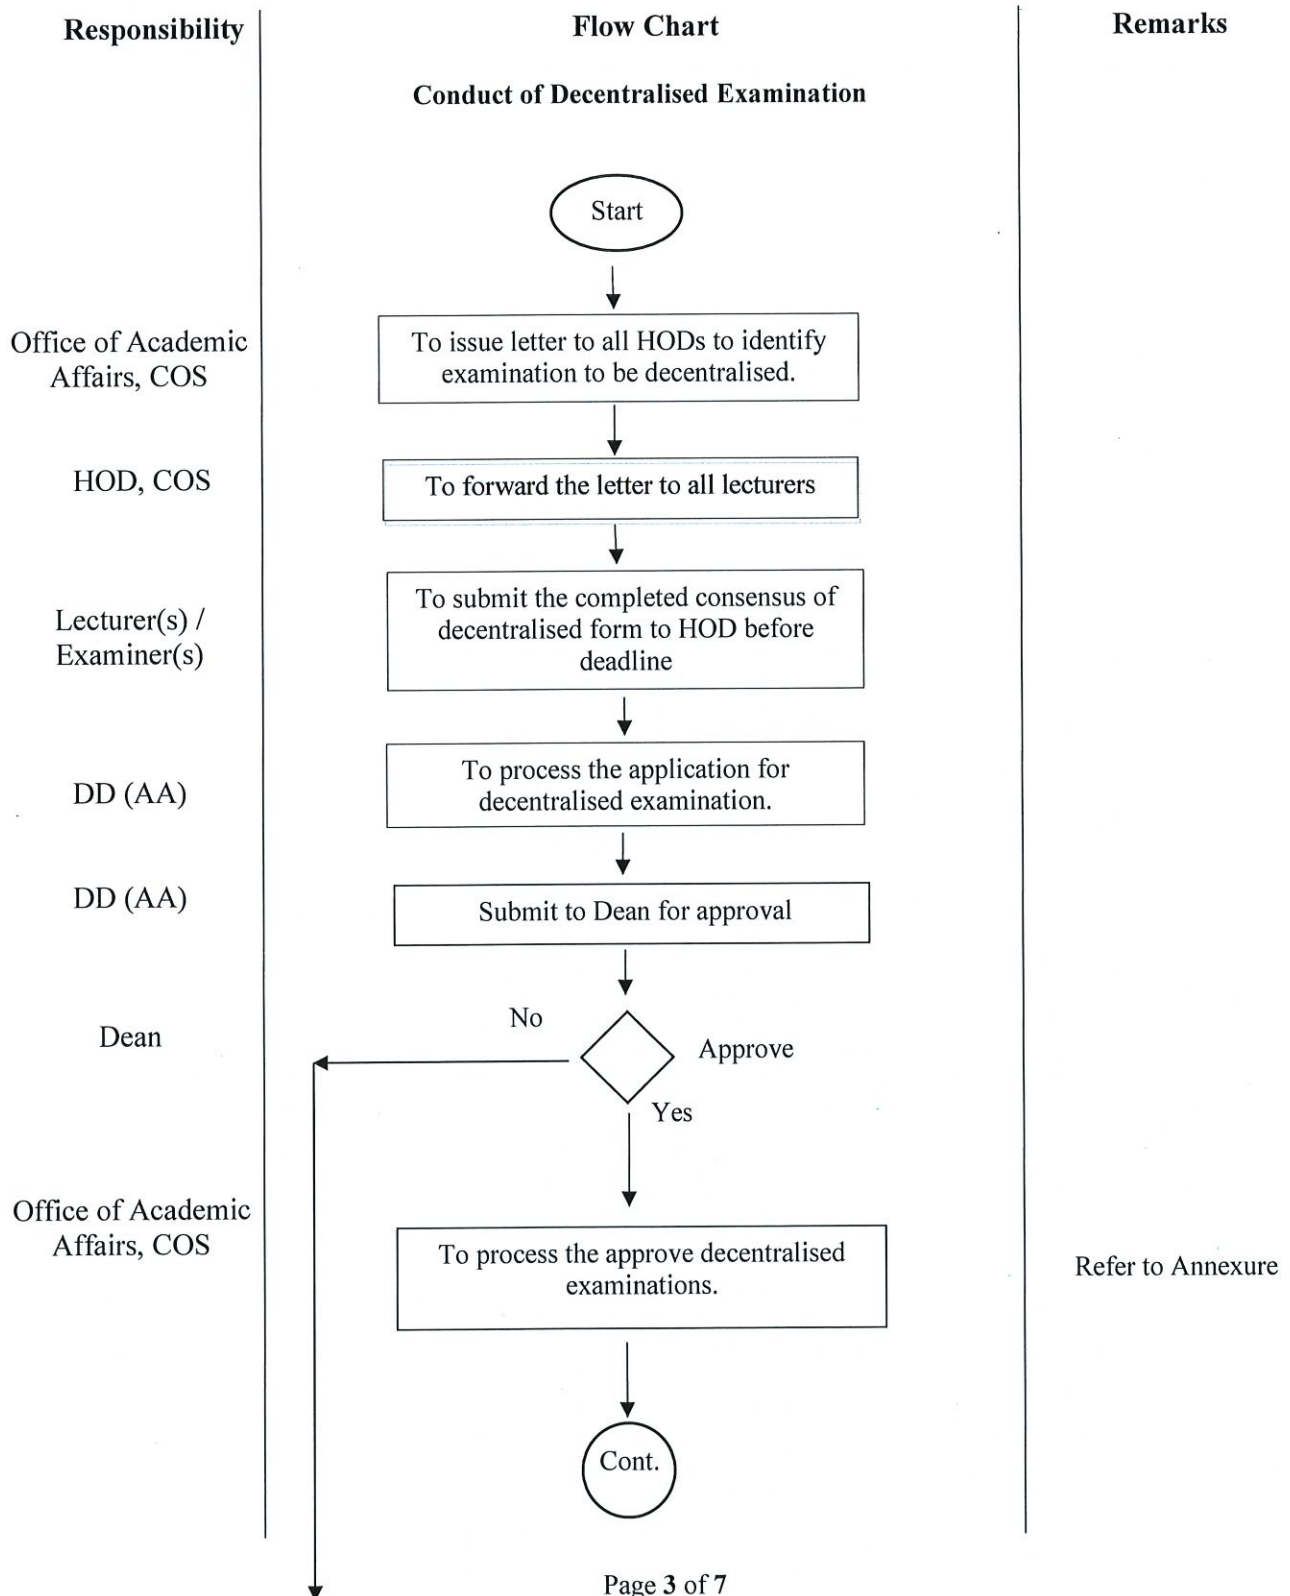 Responsibility
Flow Chart
Remarks
Conduct of Decentralised Examination
Start
Office of Academic
Affairs, COS
To issue letter to all HODs to identify
examination to be decentralised.
HOD, COS
To forward the letter to all lecturers
Lecturer(s) /
Examiner(s)
To submit the completed consensus of
decentralised form to HOD before
deadline
DD (AA)
To process the application for
decentralised examination.
DD (AA)
Submit to Dean for approval
Dean
No
Approve
Yes
Office of Academic
Affairs, COS
To process the approve decentralised
examinations.
Refer to Annexure
Cont.
Page 3 of 7